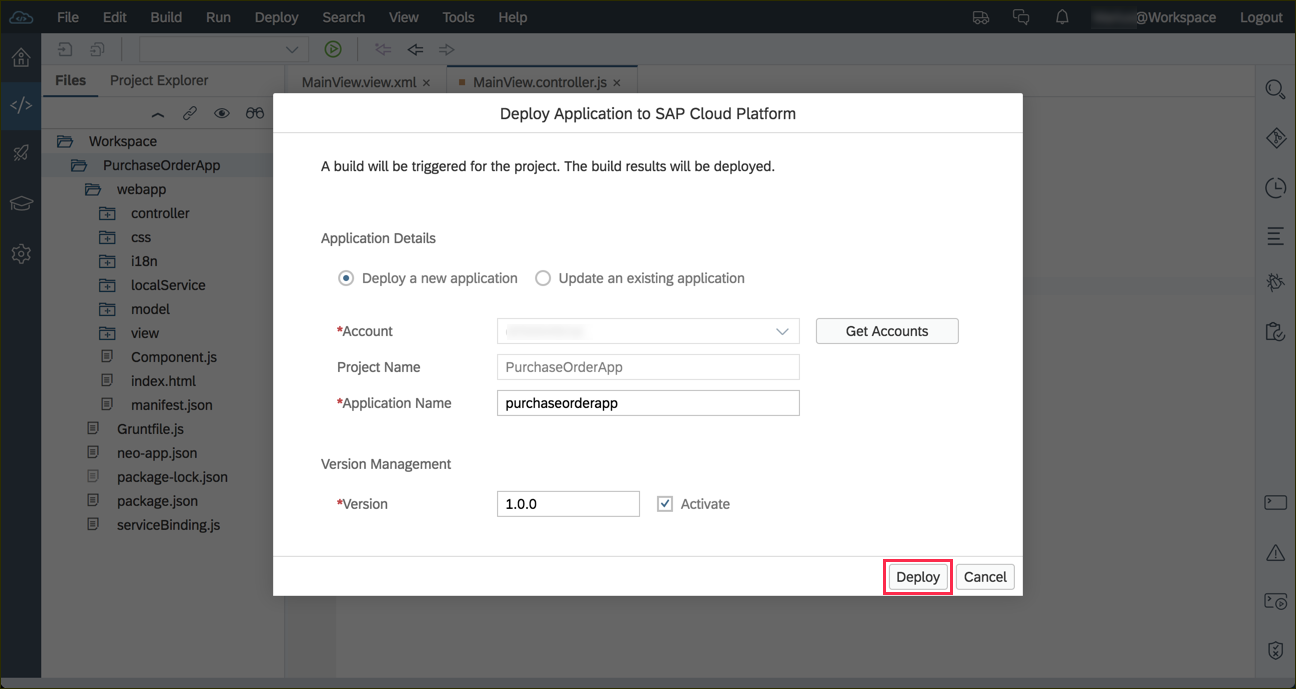 File Edit Build Run Deploy Search View Tools Help @Workspace Logout
Files Project Explorer
MainView.view.xml × MainView.controller.js ×
Workspace
PurchaseOrderApp
webapp
controller
css
i18n
localService
model
view
Component.js
index.html
manifest.json
Gruntfile.js
neo-app.json
package-lock.json
package.json
serviceBinding.js
Deploy Application to SAP Cloud Platform
A build will be triggered for the project. The build results will be deployed.
Application Details
Deploy a new application Update an existing application
*Account Get Accounts
Project Name PurchaseOrderApp
*Application Name purchaseorderapp
Version Management
*Version 1.0.0 Activate
Deploy Cancel